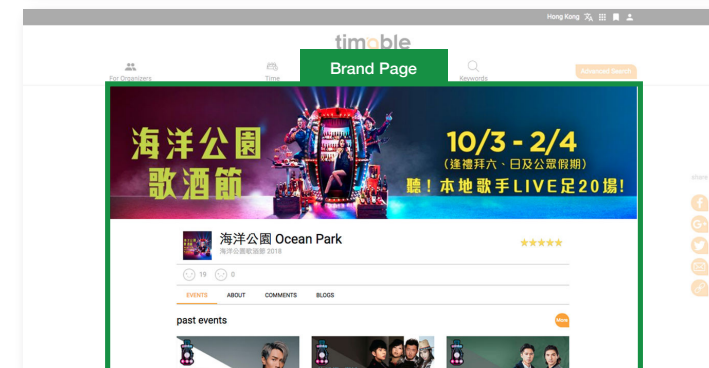 Hong Kong
timable
Brand Page
For Organizers
Time
Keywords
Advanced Search
海洋公園
歌酒節
10/3 - 2/4
(逢禮拜六、日及公眾假期)
聽！本地歌手LIVE足20場!
share
海洋公園 Ocean Park
海洋公園歌酒節 2018
19
0
EVENTS ABOUT COMMENTS BLOGS
past events
More